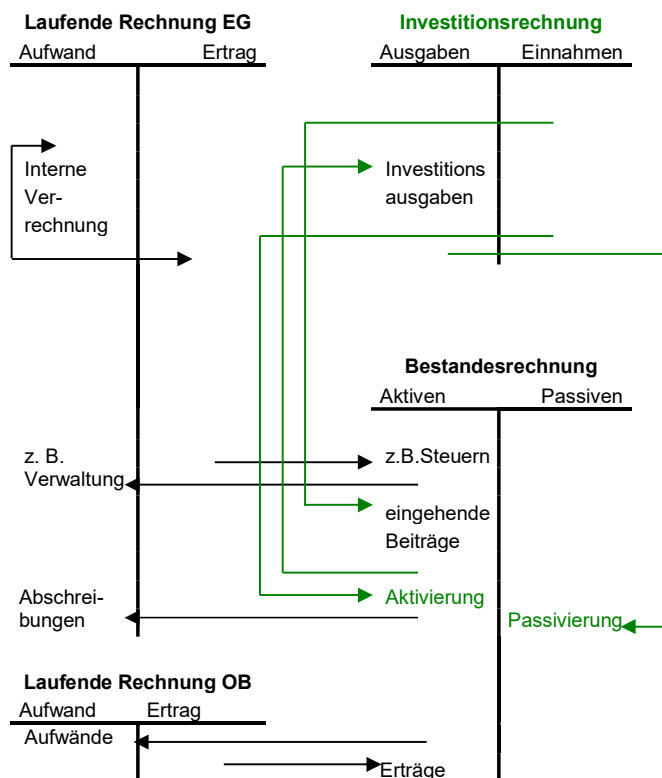 Laufende Rechnung EG
Investitionsrechnung
Aufwand Ertrag
Ausgaben Einnahmen
Interne
Ver-
rechnung
Investitions
ausgaben
Bestandesrechnung
Aktiven Passiven
z. B.
Verwaltung
z.B.Steuern
eingehende
Beiträge
Abschrei-
bungen
Aktivierung
Passivierung
Laufende Rechnung OB
Aufwand Ertrag
Aufwände
Erträge